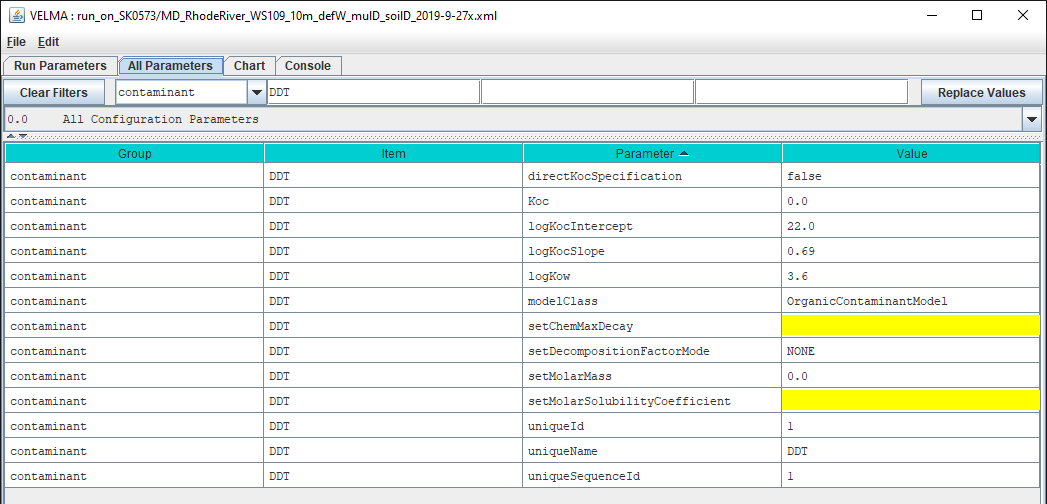 VELMA : run_on_SK0573/MD_RhodeRiver_WS109_10m_defW_muID_soilD_2019-9-27x.xml
File Edit
Run Parameters All Parameters Chart Console
Clear Filters contaminant DDT Replace Values
0.0 All Configuration Parameters
Group Item Parameter Value
contaminant DDT directKocSpecification false
contaminant DDT Koc 0.0
contaminant DDT logKocIntercept 22.0
contaminant DDT logKocSlope 0.69
contaminant DDT logKow 3.6
contaminant DDT modelClass OrganicContaminantModel
contaminant DDT setChemMaxDecay
contaminant DDT setDecompositionFactorMode NONE
contaminant DDT setMolarMass 0.0
contaminant DDT setMolarSolubilityCoefficient
contaminant DDT uniqueId 1
contaminant DDT uniqueName DDT
contaminant DDT uniqueSequenceId 1